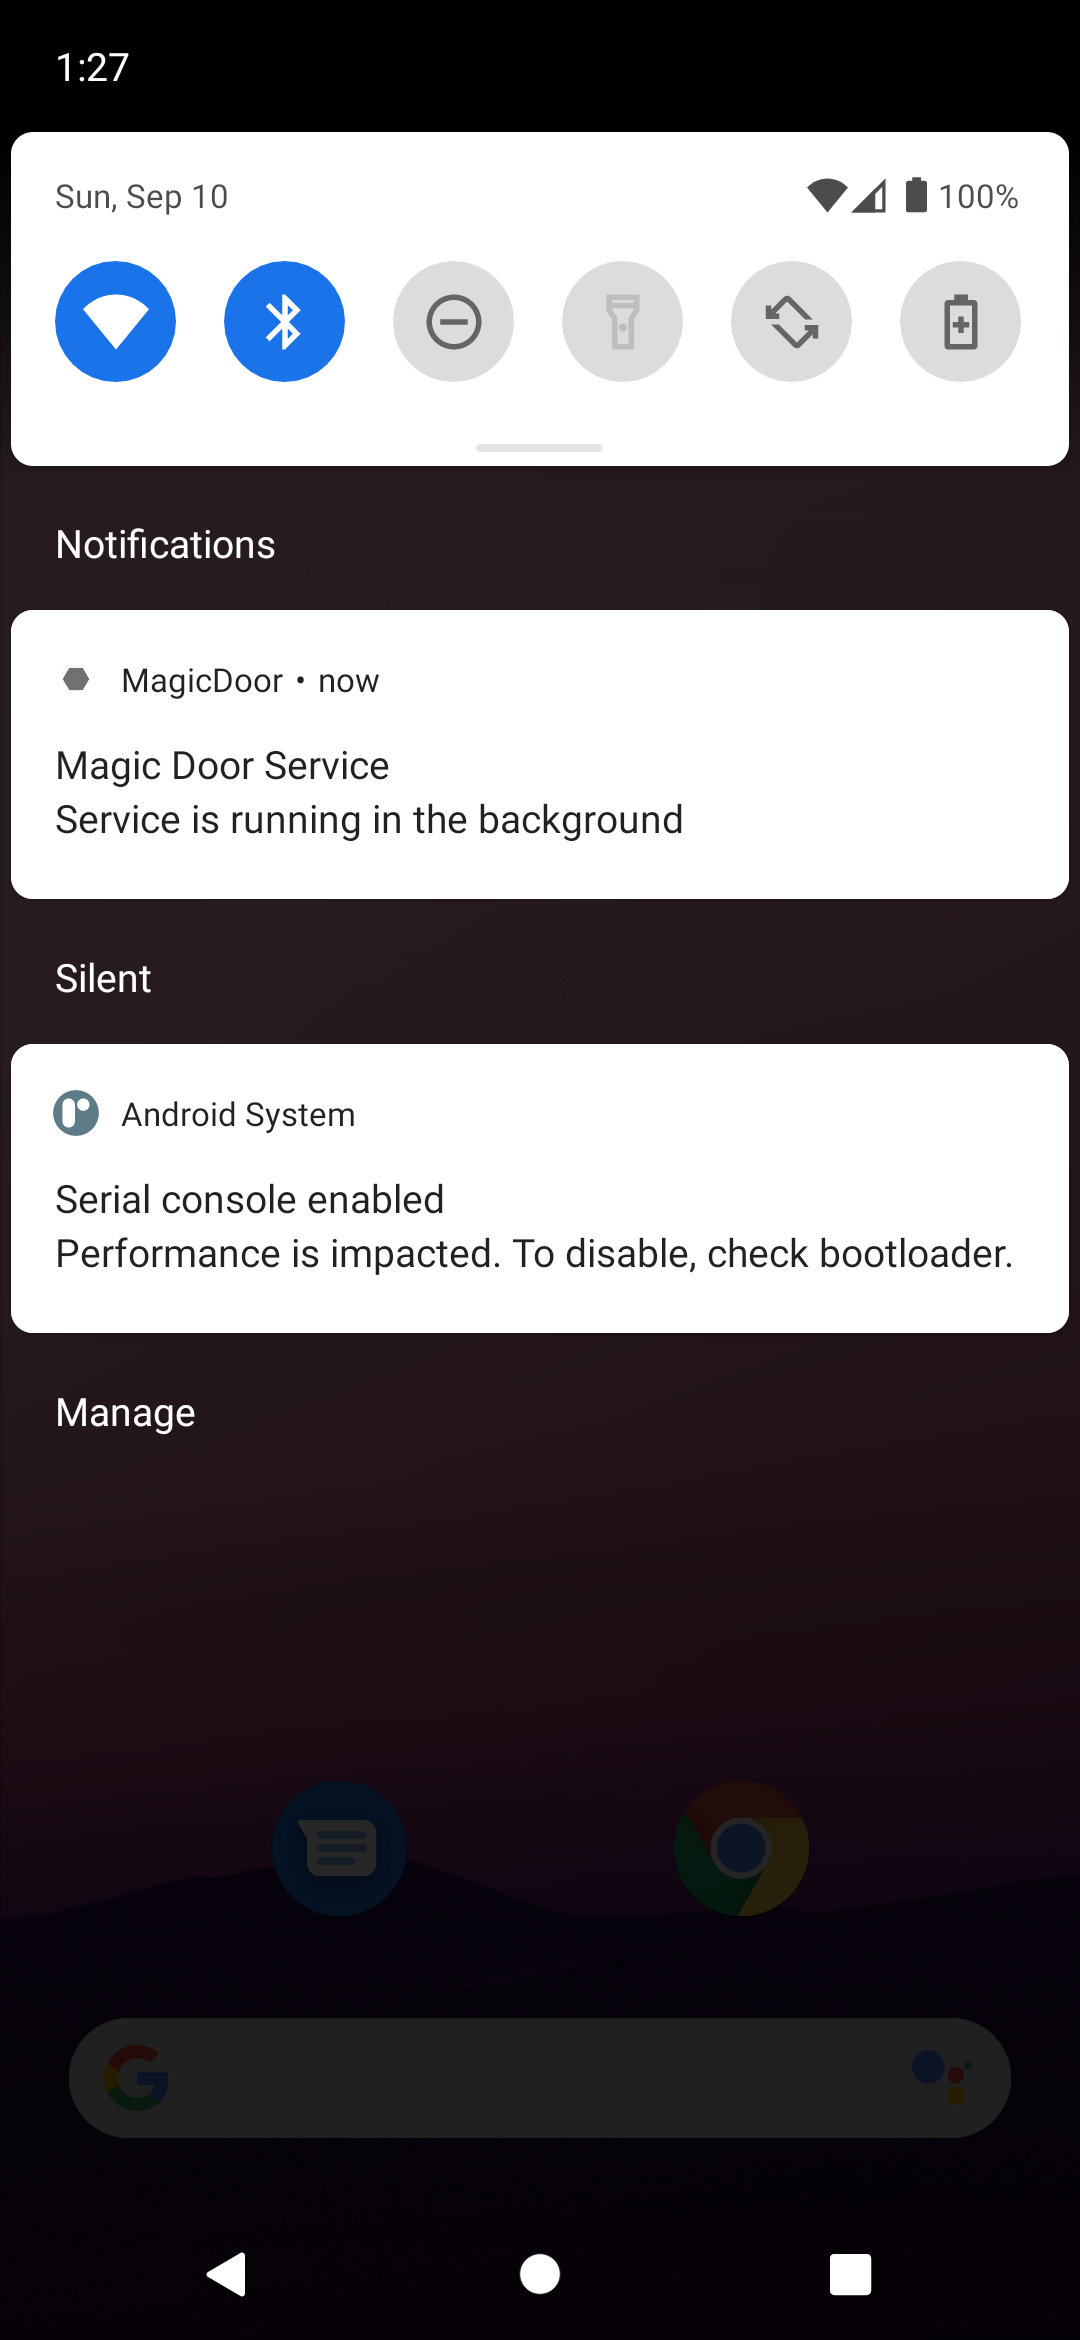 1:27
Sun, Sep 10
100%
Notifications
MagicDoor • now
Magic Door Service
Service is running in the background
Silent
Android System
Serial console enabled
Performance is impacted. To disable, check bootloader.
Manage